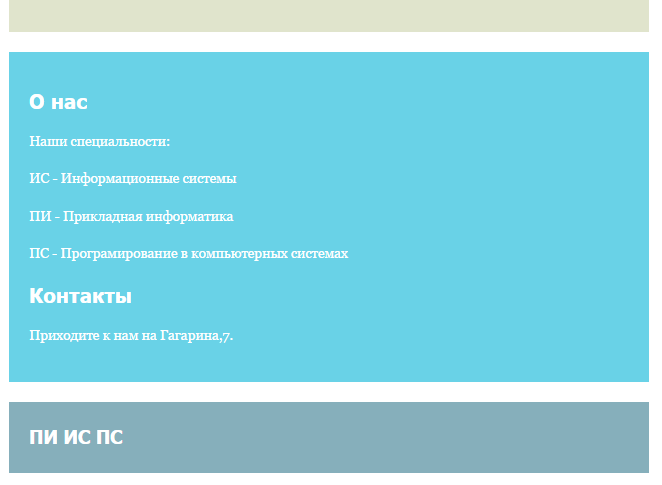 О нас
Наши специальности:
ИС - Информационные системы
ПИ - Прикладная информатика
ПС - Програмирование в компьютерных системах
Контакты
Приходите к нам на Гагарина,7.
ПИ ИС ПС